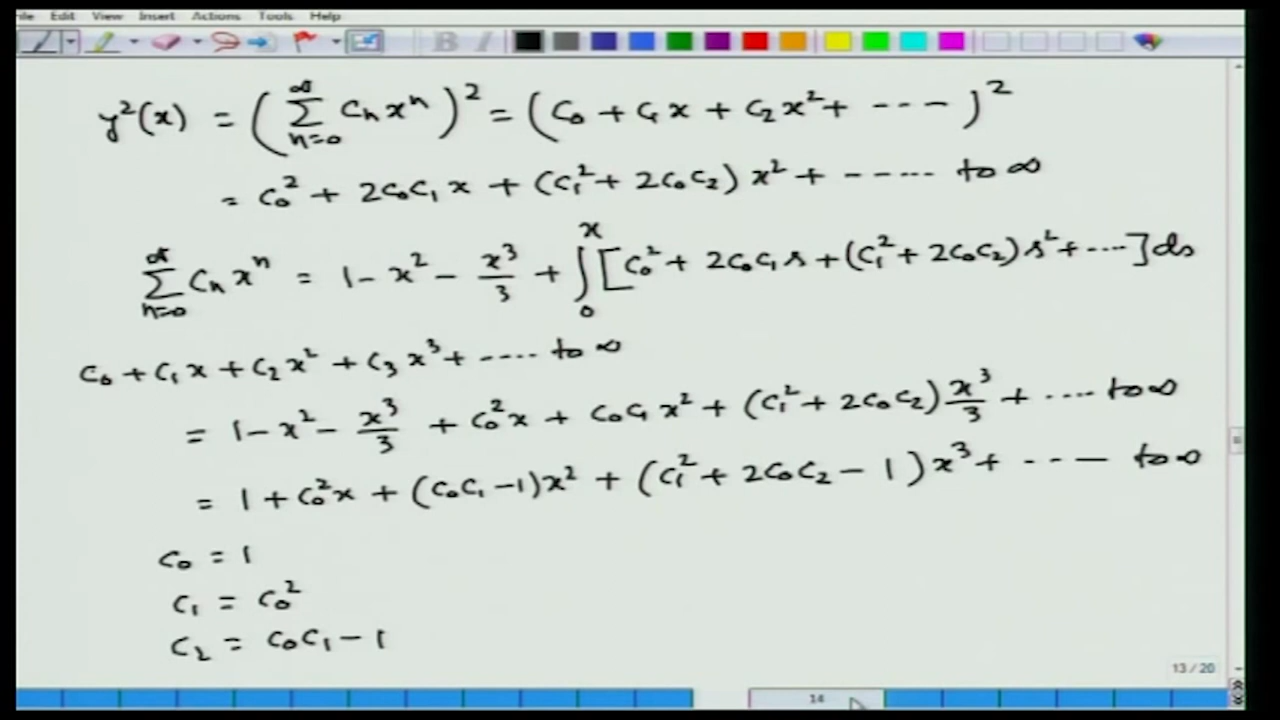 File Edit View Insert Actions Tools Help
y²(x) = (∑_{n=0}^{∞} cₙxⁿ)² = (c₀ + c₁x + c₂x² + ----)²
= c₀² + 2c₀c₁x + (c₁² + 2c₀c₂)x² + ----- to ∞
∑_{n=0}^{∞} cₙxⁿ = 1 - x² - x³/3 + ∫₀ˣ [c₀² + 2c₀c₁s + (c₁² + 2c₀c₂)s² + ....] ds
c₀ + c₁x + c₂x² + c₃x³ + ..... to ∞
= 1 - x² - x³/3 + c₀²x + c₀c₁x² + (c₁² + 2c₀c₂) x³/3 + .... to ∞
= 1 + c₀²x + (c₀c₁ - 1)x² + (c₁² + 2c₀c₂ - 1)x³ + ---- to ∞
c₀ = 1
c₁ = c₀²
c₂ = c₀c₁ - 1
13 / 20
14